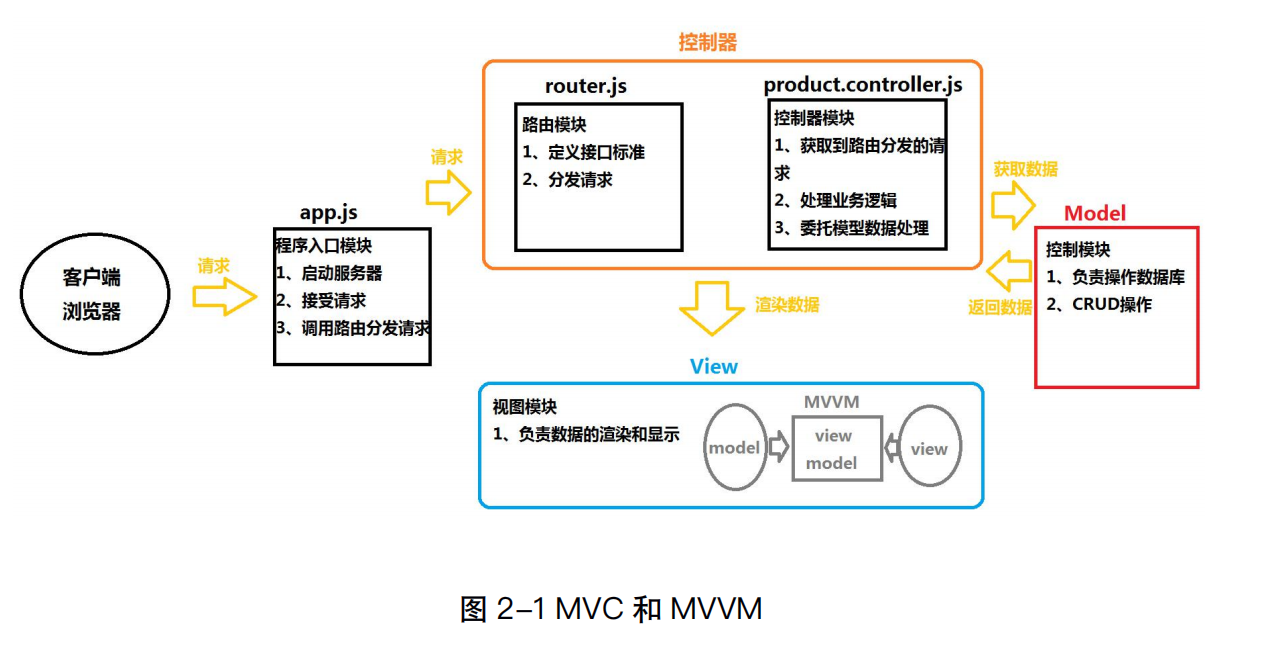 控制器
router.js
路由模块
1、定义接口标准
2、分发请求
product.controller.js
控制器模块
1、获取到路由分发的请
求
2、处理业务逻辑
3、委托模型数据处理
请求
获取数据
app.js
程序入口模块
1、启动服务器
2、接受请求
3、调用路由分发请求
客户端
浏览器
请求
Model
控制模块
1、负责操作数据库
2、CRUD操作
返回数据
渲染数据
View
视图模块
1、负责数据的渲染和显示
MVVM
model
view
model
view
图 2-1 MVC 和 MVVM